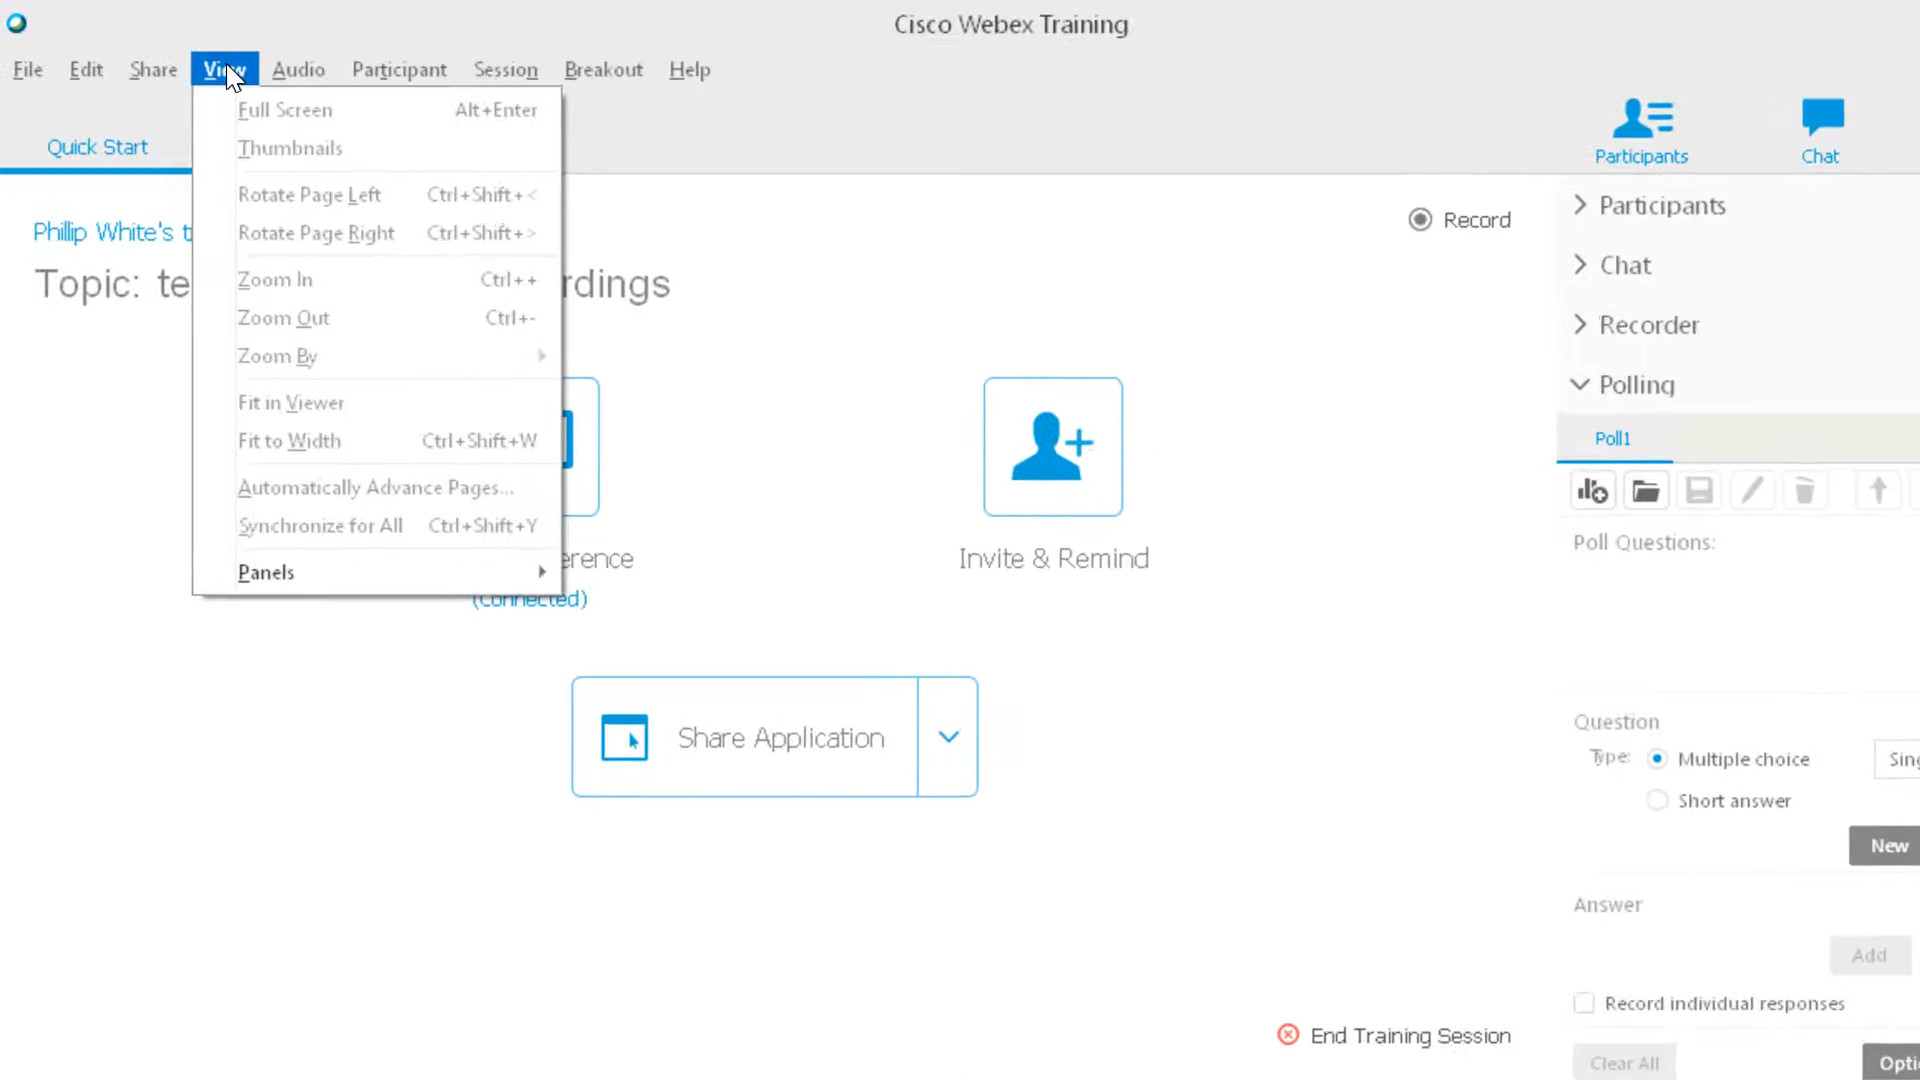 Cisco Webex Training
File Edit Share View Audio Participant Session Breakout Help
Full Screen Alt+Enter
Thumbnails
Rotate Page Left Ctrl+Shift+<
Rotate Page Right Ctrl+Shift+>
Zoom In Ctrl++
Zoom Out Ctrl+-
Zoom By
Fit in Viewer
Fit to Width Ctrl+Shift+W
Automatically Advance Pages...
Synchronize for All Ctrl+Shift+Y
Panels
Quick Start
Participants
Chat
Phillip White's t
Record
Topic: te rdings
erence
(Connected)
Invite & Remind
Share Application
End Training Session
Participants
Chat
Recorder
Polling
Poll1
Poll Questions:
Question
Type: Multiple choice Sing
Short answer
New
Answer
Add
Record individual responses
Clear All Opti